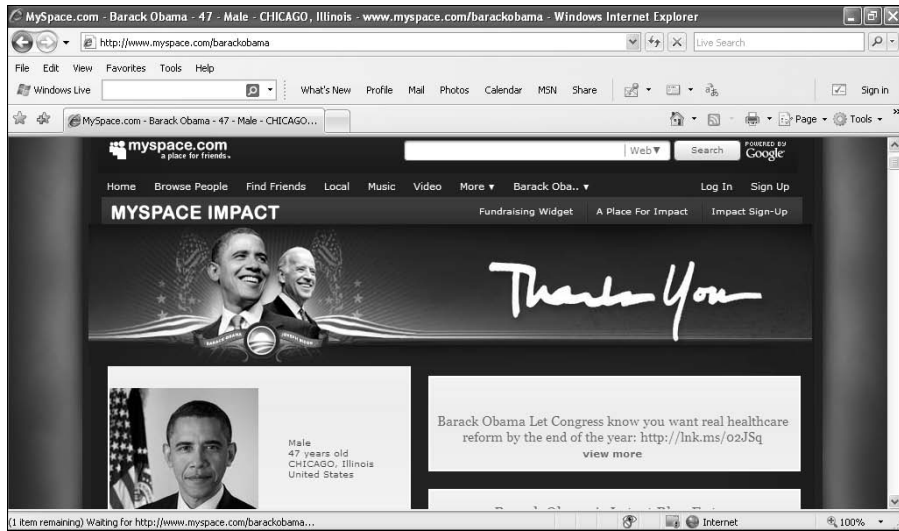 MySpace.com - Barack Obama - 47 - Male - CHICAGO, Illinois - www.myspace.com/barackobama - Windows Internet Explorer
http://www.myspace.com/barackobama
Live Search
File Edit View Favorites Tools Help
Windows Live What's New Profile Mail Photos Calendar MSN Share Sign in
MySpace.com - Barack Obama - 47 - Male - CHICAGO... Page Tools
myspace.com
a place for friends.
Web Search POWERED BY Google
Home Browse People Find Friends Local Music Video More Barack Oba.. Log In Sign Up
MYSPACE IMPACT Fundraising Widget A Place For Impact Impact Sign-Up
Thank You
BARACK OBAMA
Barack Obama Let Congress know you want real healthcare
reform by the end of the year: http://lnk.ms/02JSq
view more
Male
47 years old
CHICAGO, Illinois
United States
(1 item remaining) Waiting for http://www.myspace.com/barackobama... Internet 100%